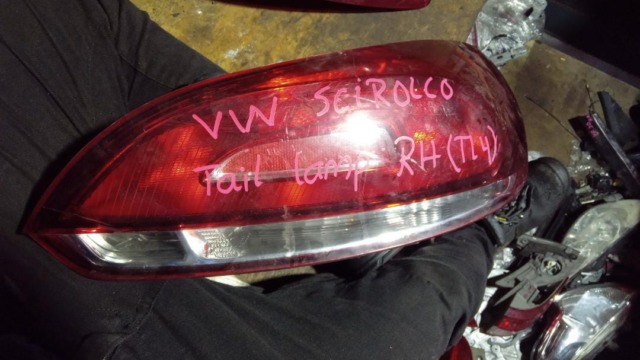 VW SCiROCCO
Tail lamp RH (TL4)